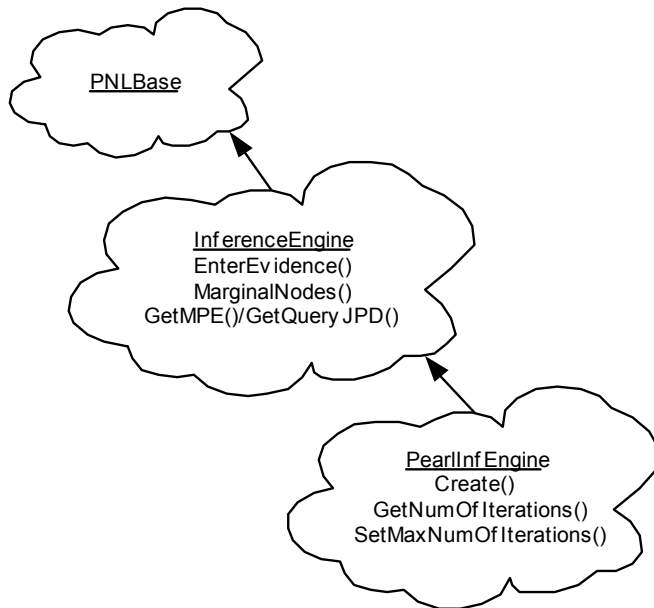 PNLBase
InferenceEngine
EnterEvidence()
MarginalNodes()
GetMPE()/GetQueryJPD()
PearlInfEngine
Create()
GetNumOfIterations()
SetMaxNumOfIterations()